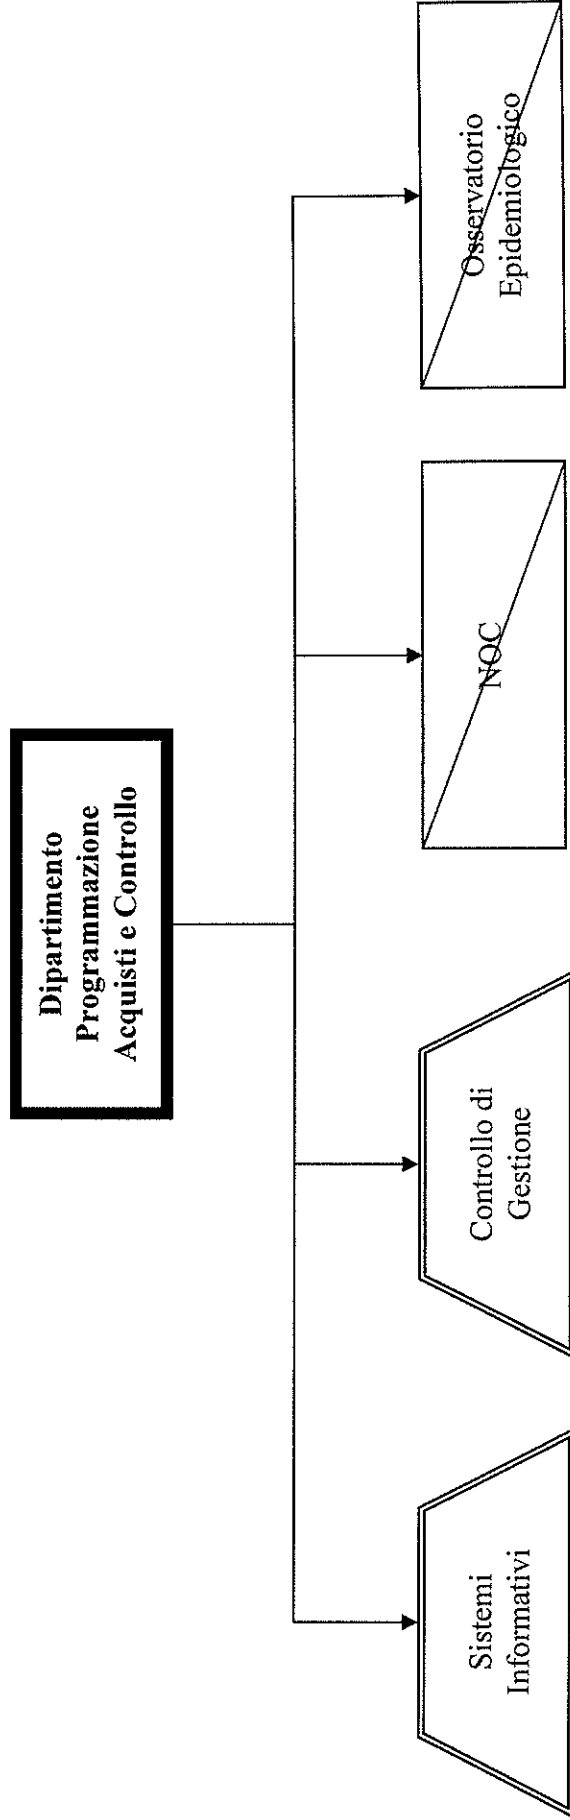 Dipartimento
Programmazione
Acquisti e Controllo
Sistemi
Informativi
Controllo di
Gestione
NOC
Osservatorio
Epidemiologico